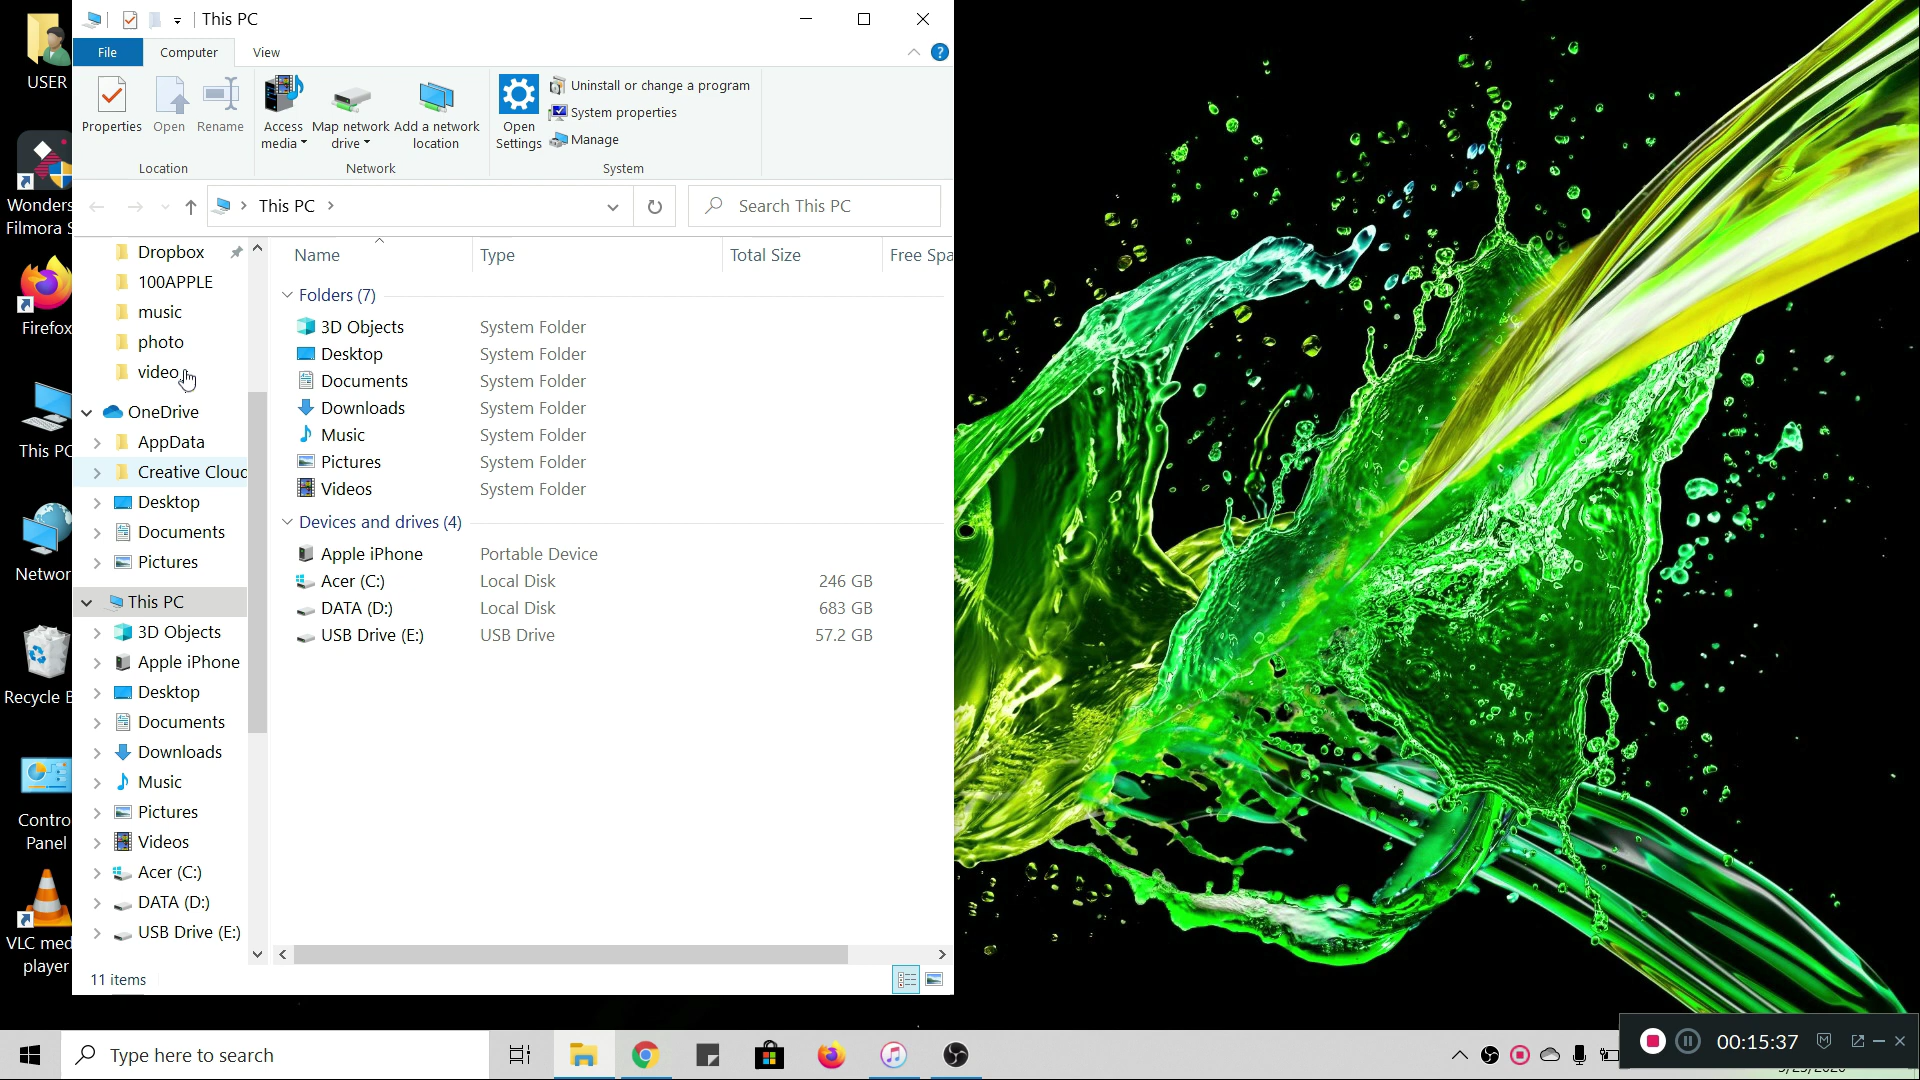 This PC
File
Computer
View
Properties
Open
Rename
Access
media
Map network
drive
Add a network
location
Open
Settings
Uninstall or change a program
System properties
Manage
Location
Network
System
This PC
Search This PC
Dropbox
100APPLE
music
photo
video
OneDrive
AppData
Creative Cloud
Desktop
Documents
Pictures
This PC
3D Objects
Apple iPhone
Desktop
Documents
Downloads
Music
Pictures
Videos
Acer (C:)
DATA (D:)
USB Drive (E:)
Name
Type
Total Size
Free Spa
Folders (7)
3D Objects System Folder
Desktop System Folder
Documents System Folder
Downloads System Folder
Music System Folder
Pictures System Folder
Videos System Folder
Devices and drives (4)
Apple iPhone Portable Device
Acer (C:) Local Disk 246 GB
DATA (D:) Local Disk 683 GB
USB Drive (E:) USB Drive 57.2 GB
11 items
USER
Wonders
Filmora S
Firefox
This PC
Networ
Recycle B
Contro
Panel
VLC med
player
Type here to search
00:15:37